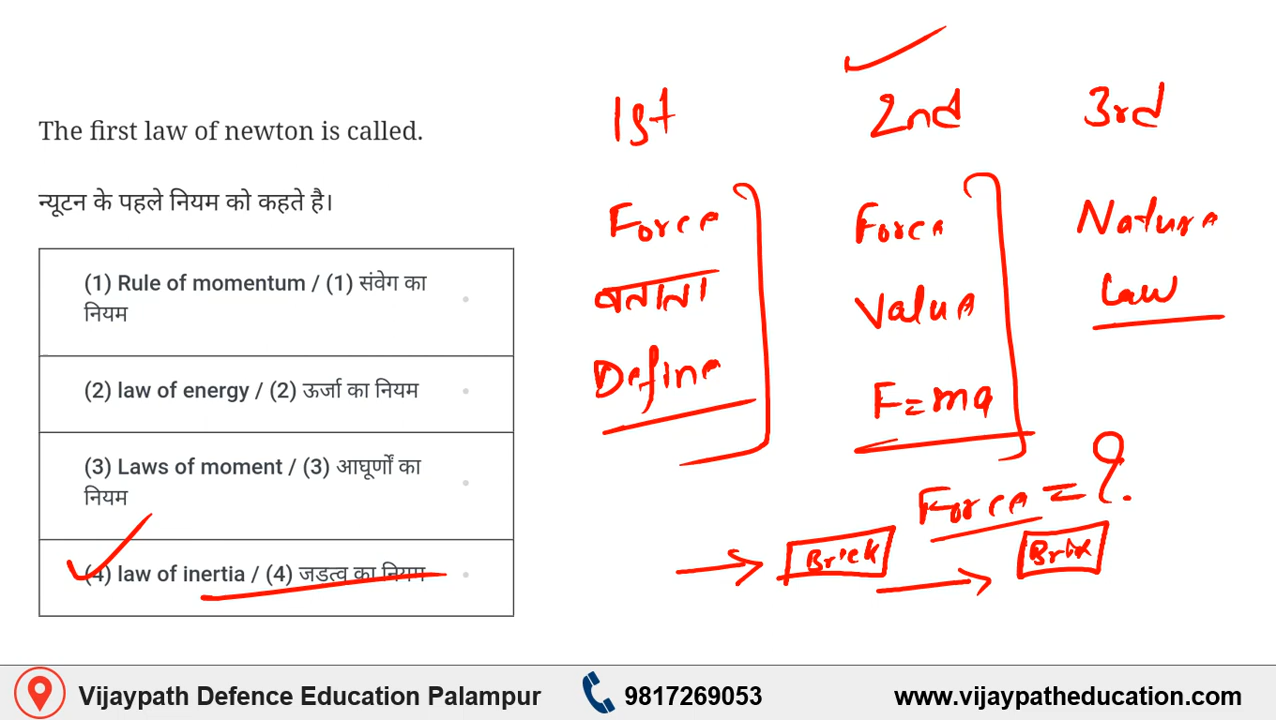 The first law of newton is called.
न्यूटन के पहले नियम को कहते है।
(1) Rule of momentum / (1) संवेग का
नियम
(2) law of energy / (2) ऊर्जा का नियम
(3) Laws of moment / (3) आघूर्णों का
नियम
(4) law of inertia / (4) जडत्व का नियम
1st
Force
बताना
Define
2nd
Force
Value
F=ma
3rd
Nature
Law
Force = ?
Brick
Brick
Vijaypath Defence Education Palampur
9817269053
www.vijaypatheducation.com